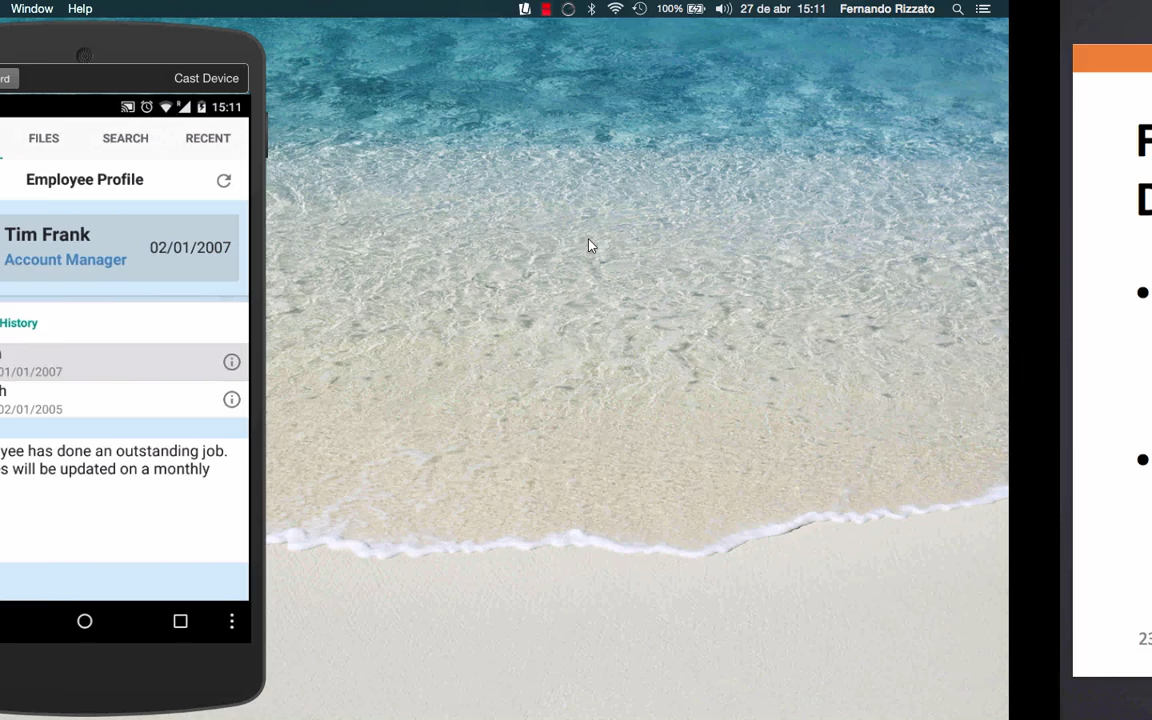 Window Help
100% 27 de abr 15:11 Fernando Rizzato
rd Cast Device
15:11
FILES SEARCH RECENT
Employee Profile
Tim Frank
02/01/2007
Account Manager
History
01/01/2007
h
02/01/2005
yee has done an outstanding job.
s will be updated on a monthly
23